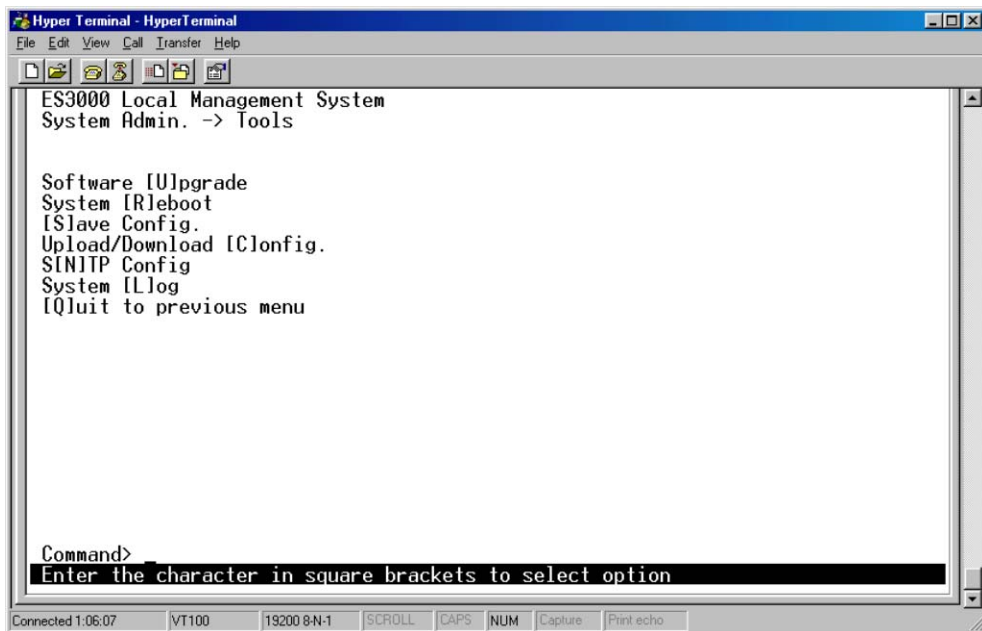 Hyper Terminal - HyperTerminal
File Edit View Call Transfer Help
ES3000 Local Management System
System Admin. -> Tools
Software [U]pgrade
System [R]eboot
[S]ave Config.
Upload/Download [C]onfig.
S[N]TP Config
System [L]og
[Q]uit to previous menu
Command> _
Enter the character in square brackets to select option
Connected 1:06:07 VT100 19200 8-N-1 SCROLL CAPS NUM Capture Print echo